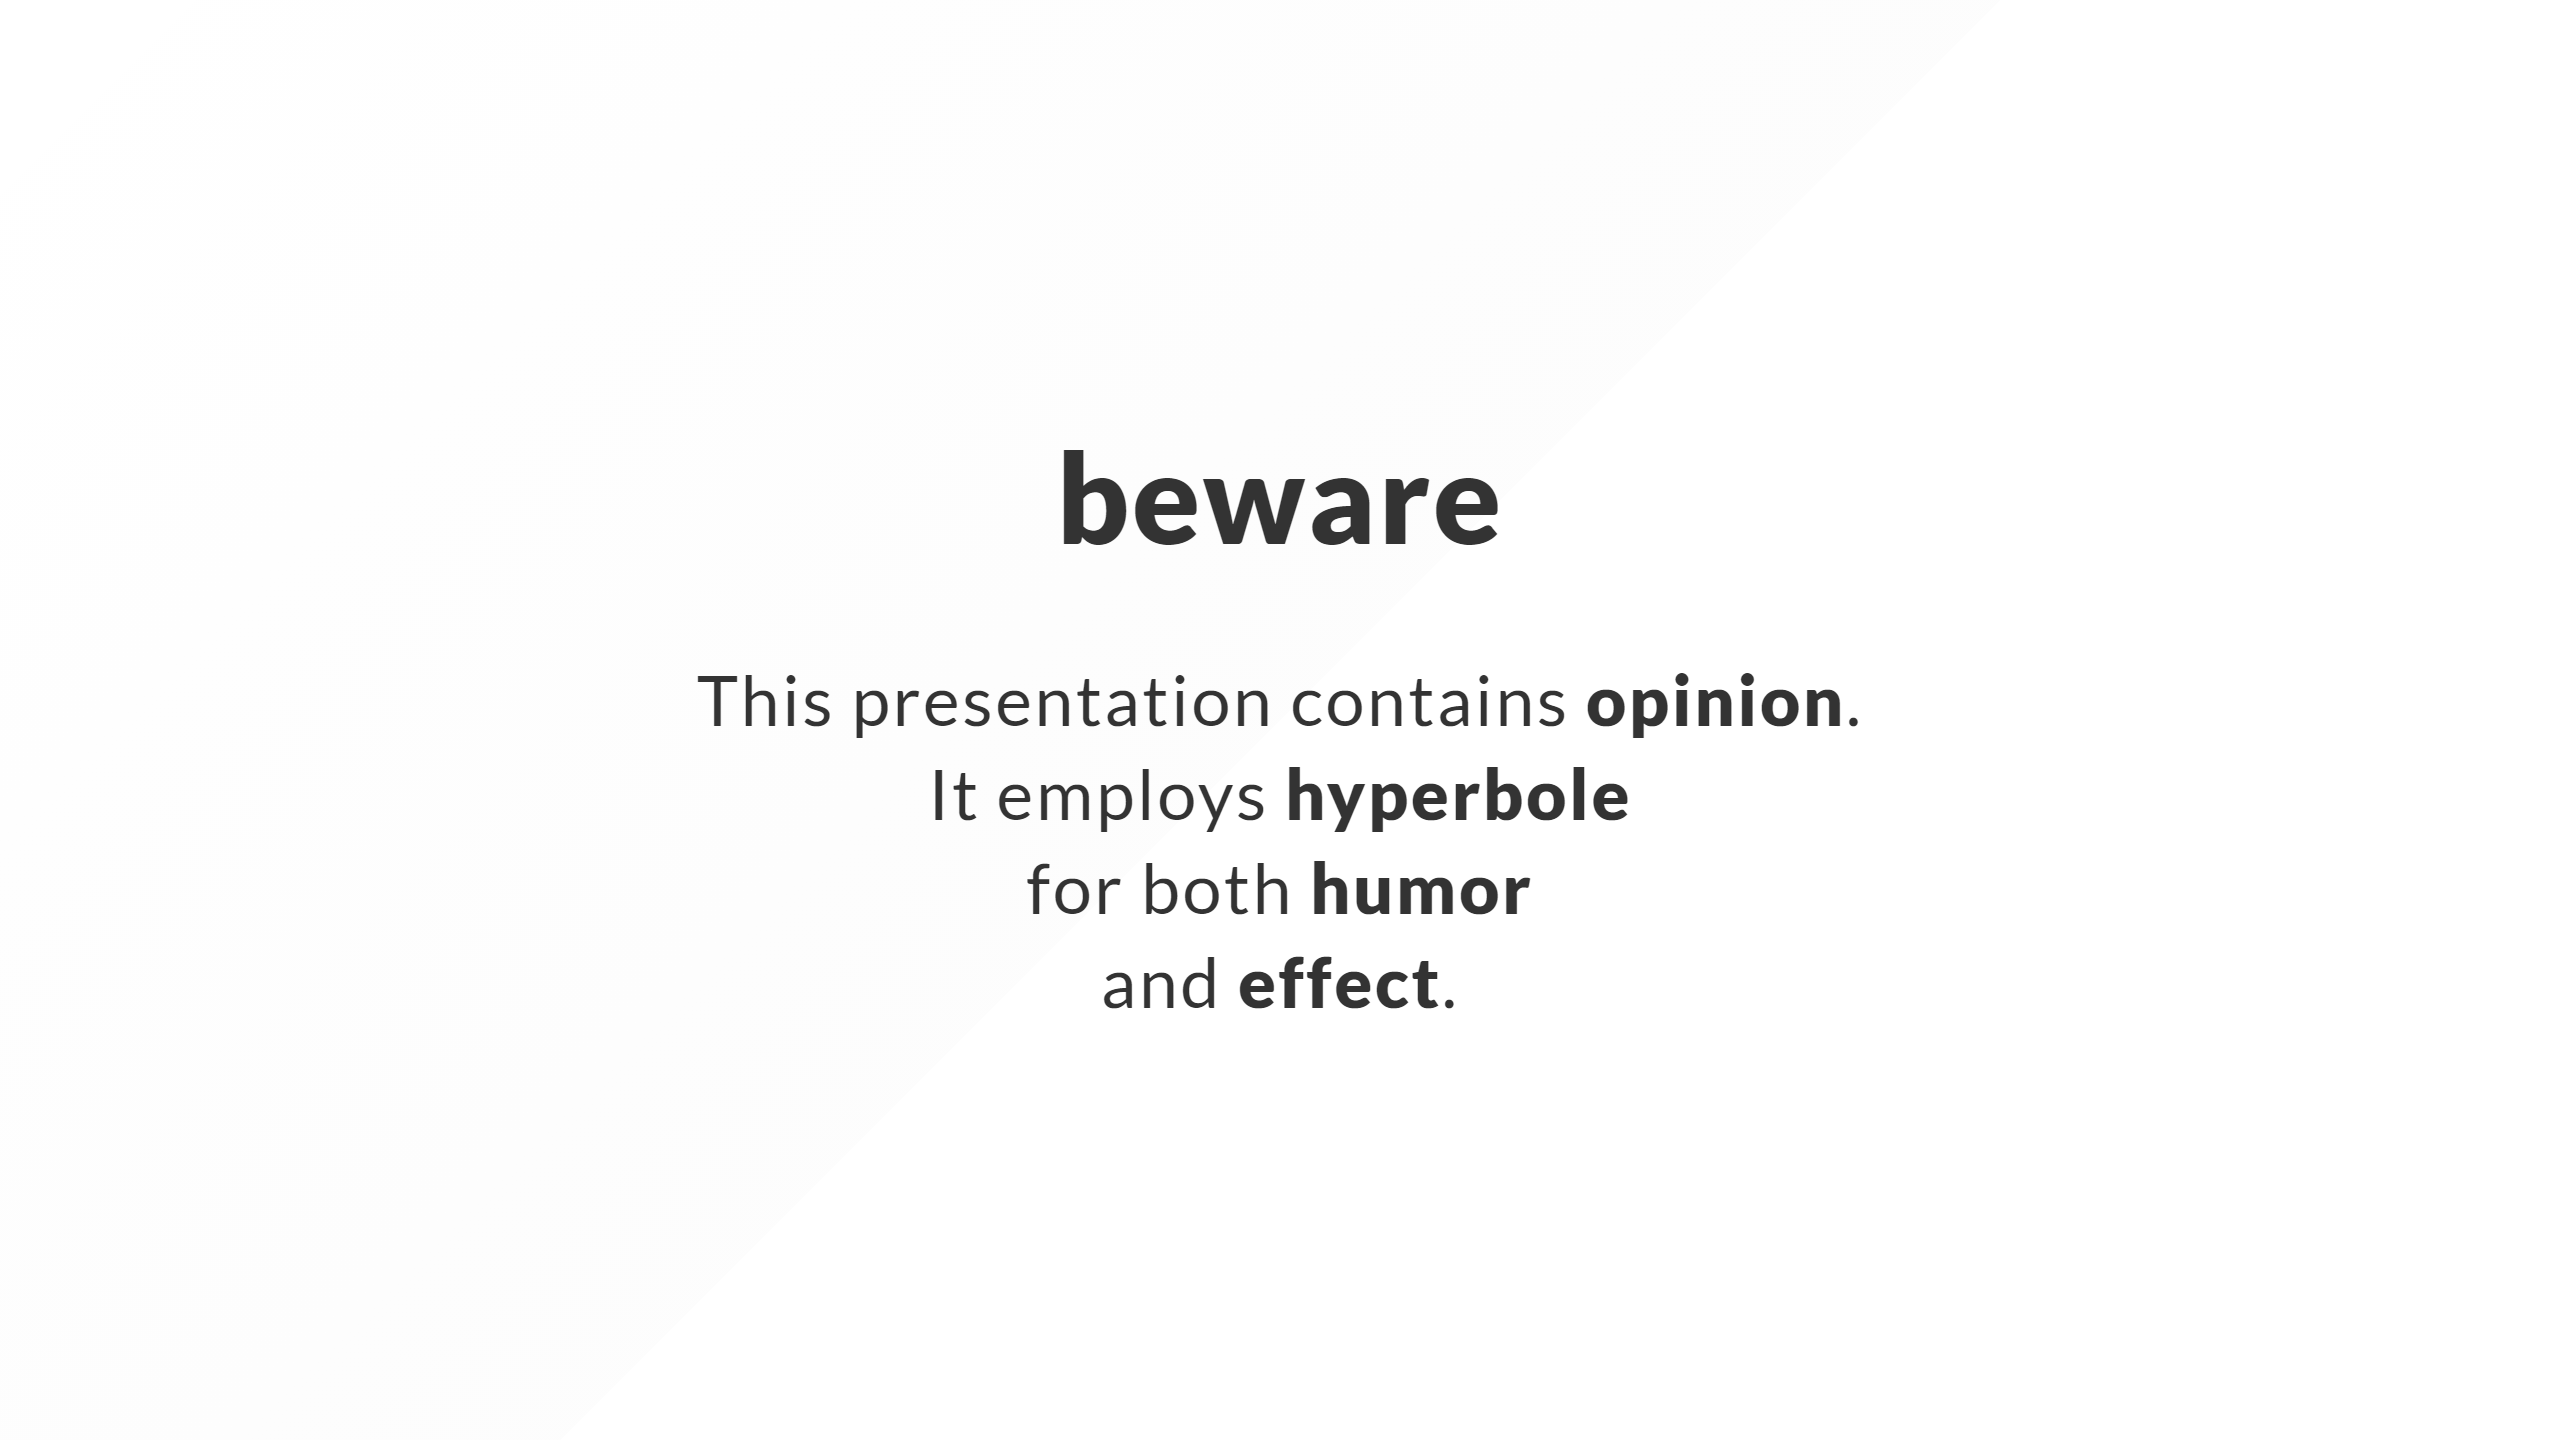 beware
This presentation contains opinion.
It employs hyperbole
for both humor
and effect.